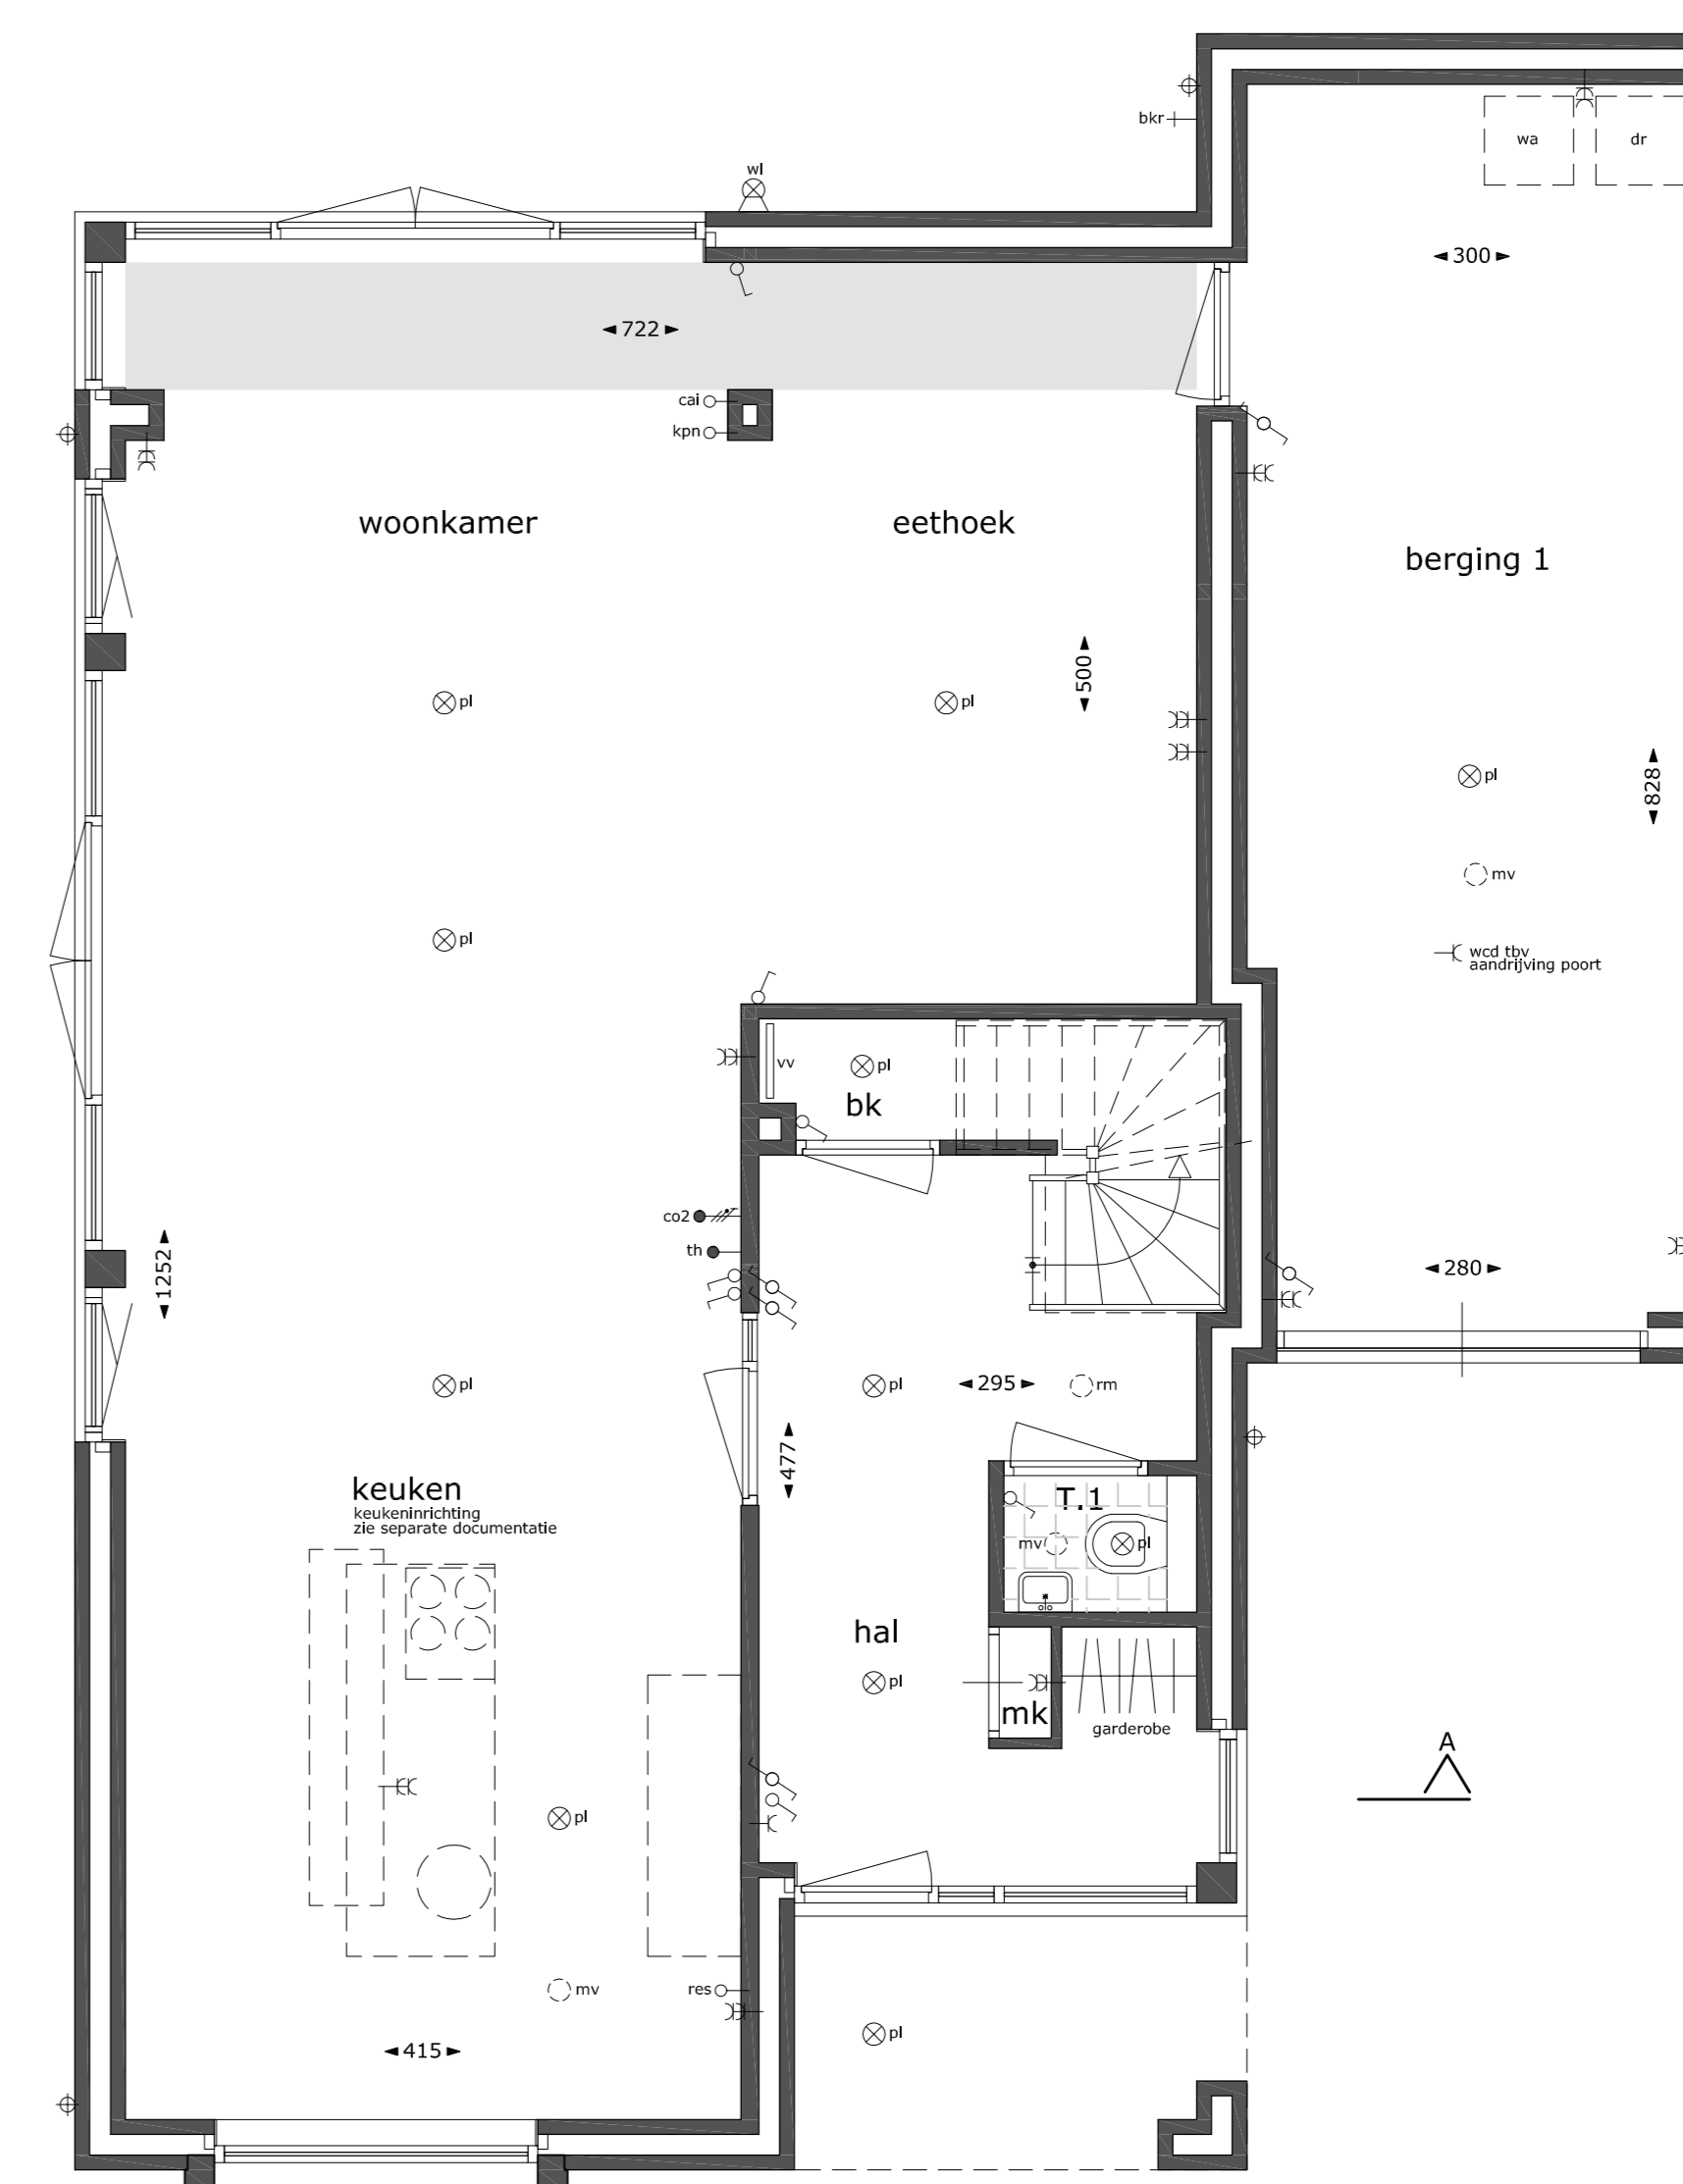 bkr
wa
dr
wl
300
722
cai
kpn
woonkamer
eethoek
berging 1
500
pl
pl
pl
828
mv
pl
wcd tbv
aandrijving poort
vv
pl
bk
co2
th
1252
280
pl
pl
295
rm
477
keuken
keukeninrichting
zie separate documentatie
T.1
mv
pl
hal
pl
mk
garderobe
A
pl
mv
res
pl
415